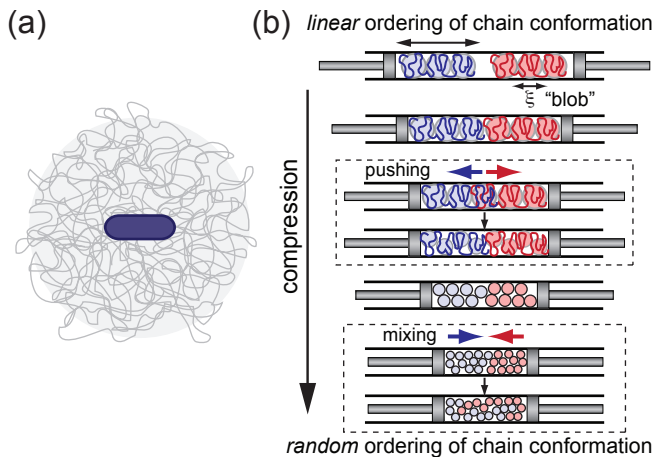 (a)
(b)
linear ordering of chain conformation
ξ "blob"
compression
pushing
mixing
random ordering of chain conformation